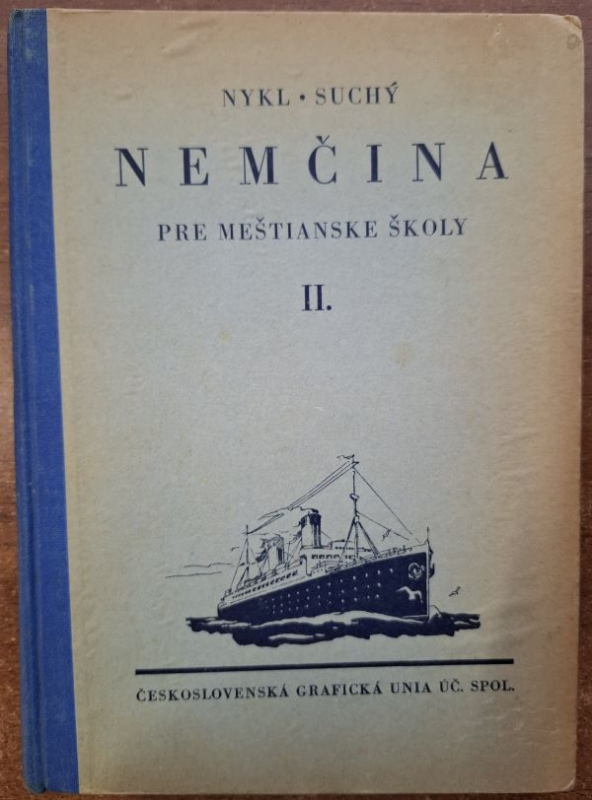 NYKL • SUCHÝ
NEMČINA
PRE MEŠTIANSKE ŠKOLY
II.
ČESKOSLOVENSKÁ GRAFICKÁ UNIA ÚČ. SPOL.